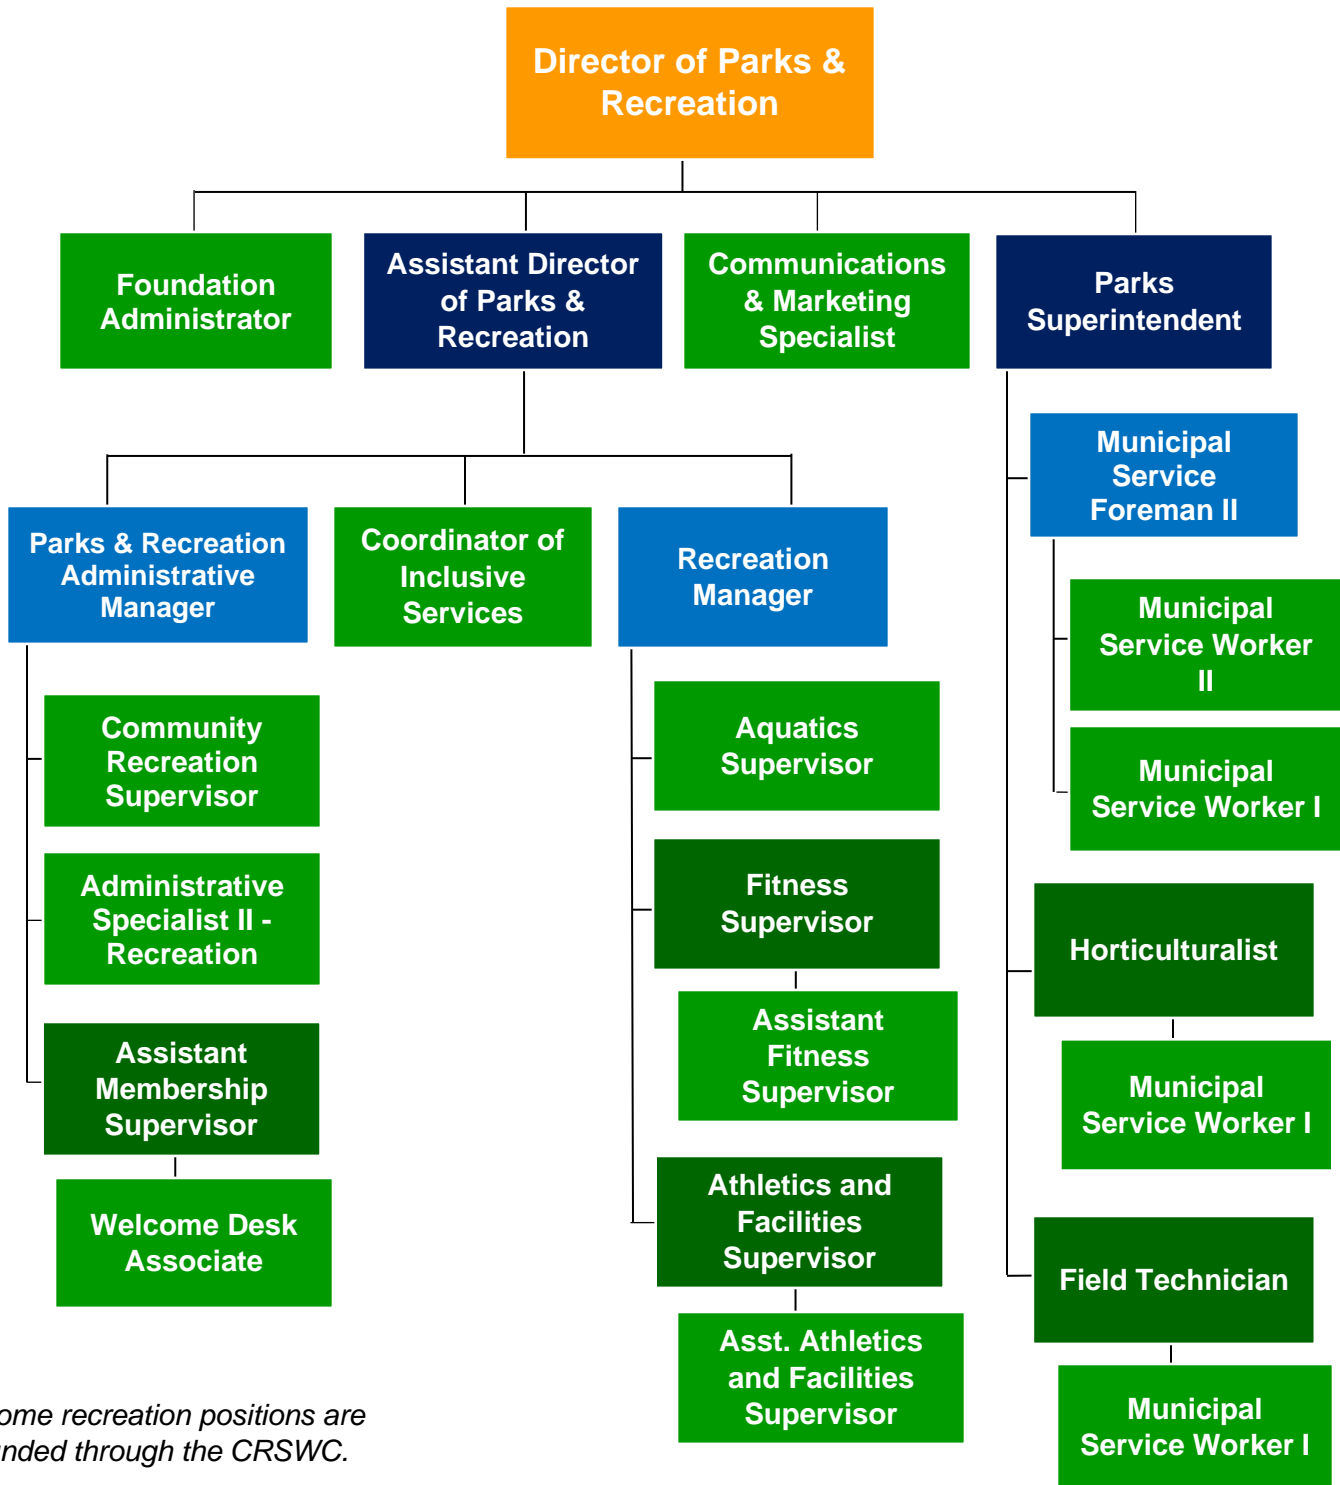 Director of Parks &
Recreation
Foundation
Administrator
Assistant Director
of Parks &
Recreation
Communications
& Marketing
Specialist
Parks
Superintendent
Parks & Recreation
Administrative
Manager
Coordinator of
Inclusive
Services
Recreation
Manager
Community
Recreation
Supervisor
Administrative
Specialist II -
Recreation
Assistant
Membership
Supervisor
Welcome Desk
Associate
Aquatics
Supervisor
Fitness
Supervisor
Assistant
Fitness
Supervisor
Athletics and
Facilities
Supervisor
Asst. Athletics
and Facilities
Supervisor
Municipal
Service
Foreman II
Municipal
Service Worker
II
Municipal
Service Worker I
Horticulturalist
Municipal
Service Worker I
Field Technician
Municipal
Service Worker I
ome recreation positions are
nded through the CRSWC.